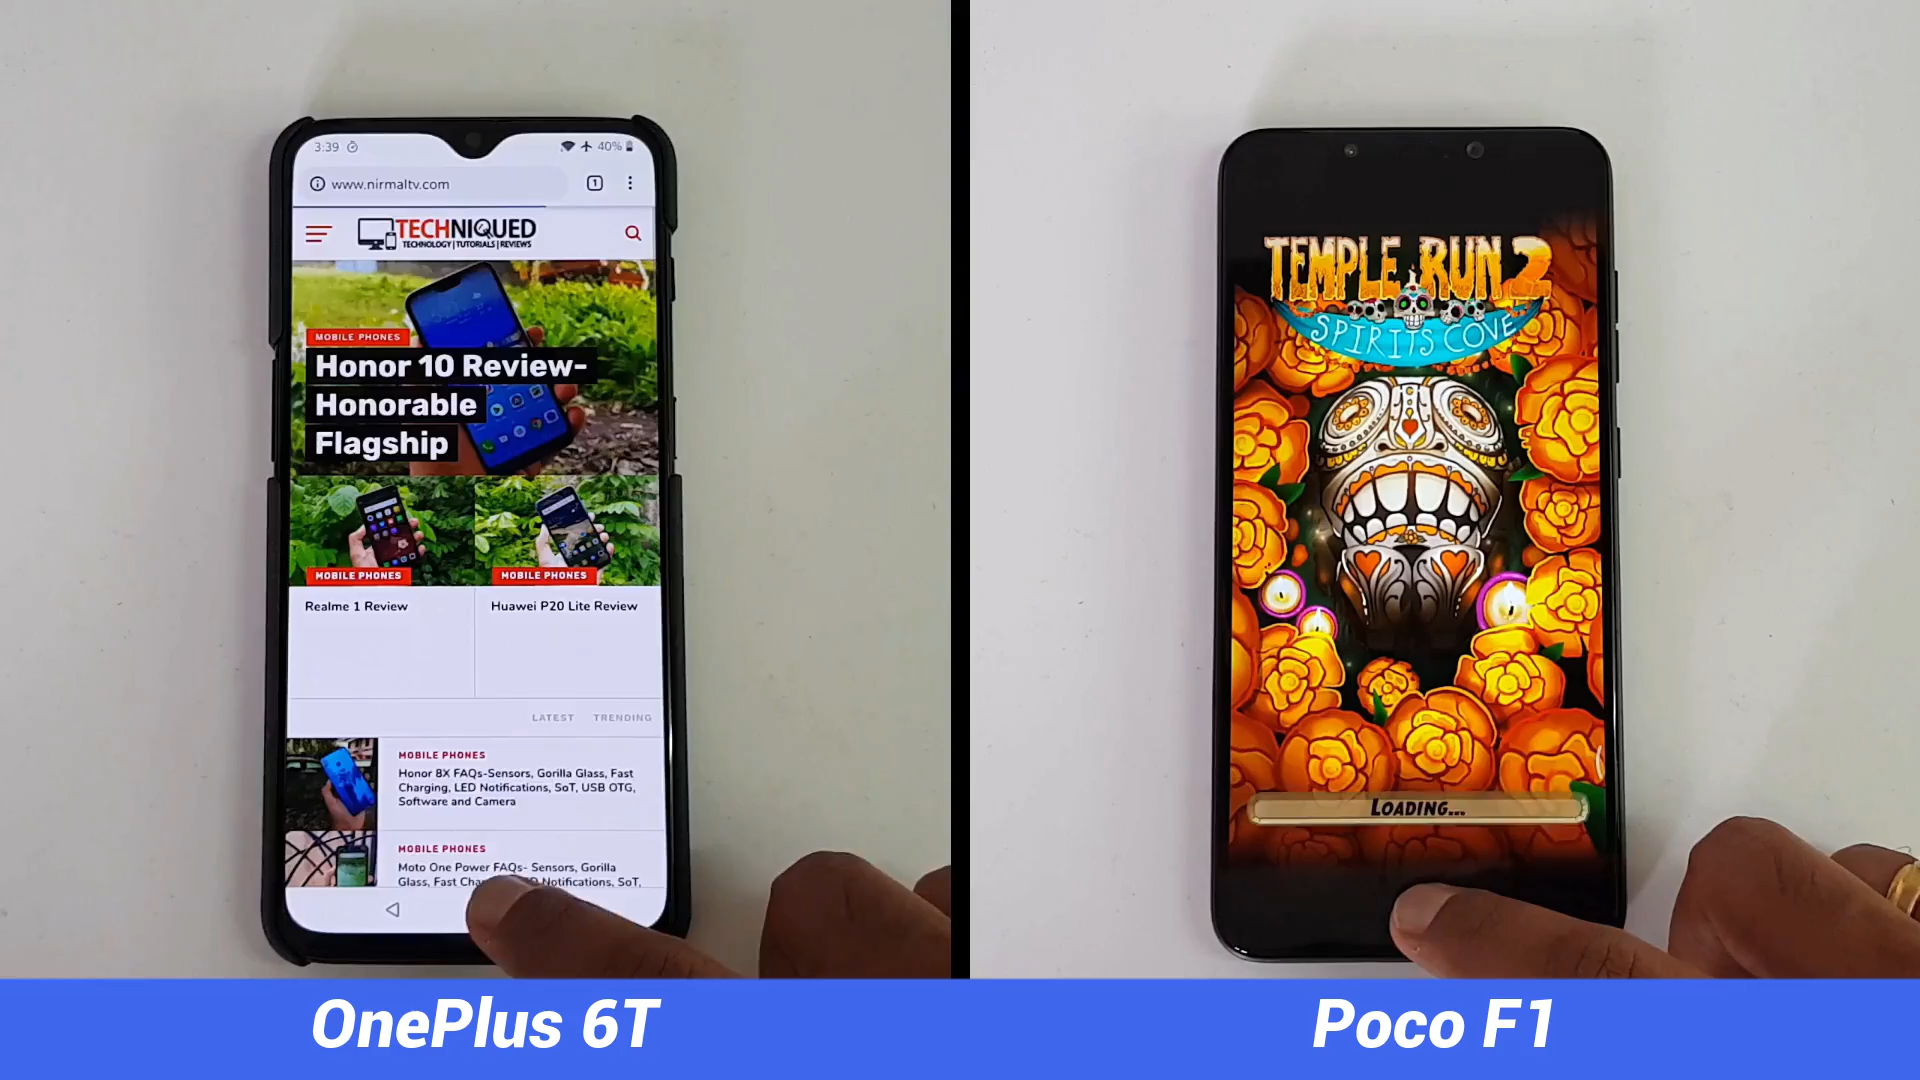 3:39
40%
www.nirmaltv.com
1
TECHNIQUED
TECHNOLOGY | TUTORIALS | REVIEWS
MOBILE PHONES
Honor 10 Review-
Honorable
Flagship
MOBILE PHONES
MOBILE PHONES
Realme 1 Review
Huawei P20 Lite Review
LATEST
TRENDING
MOBILE PHONES
Honor 8X FAQs-Sensors, Gorilla Glass, Fast
Charging, LED Notifications, SoT, USB OTG,
Software and Camera
MOBILE PHONES
Moto One Power FAQs- Sensors, Gorilla
Glass, Fast Notifications, SoT,
TEMPLE RUN 2
SPIRITS COVE
LOADING...
OnePlus 6T
Poco F1